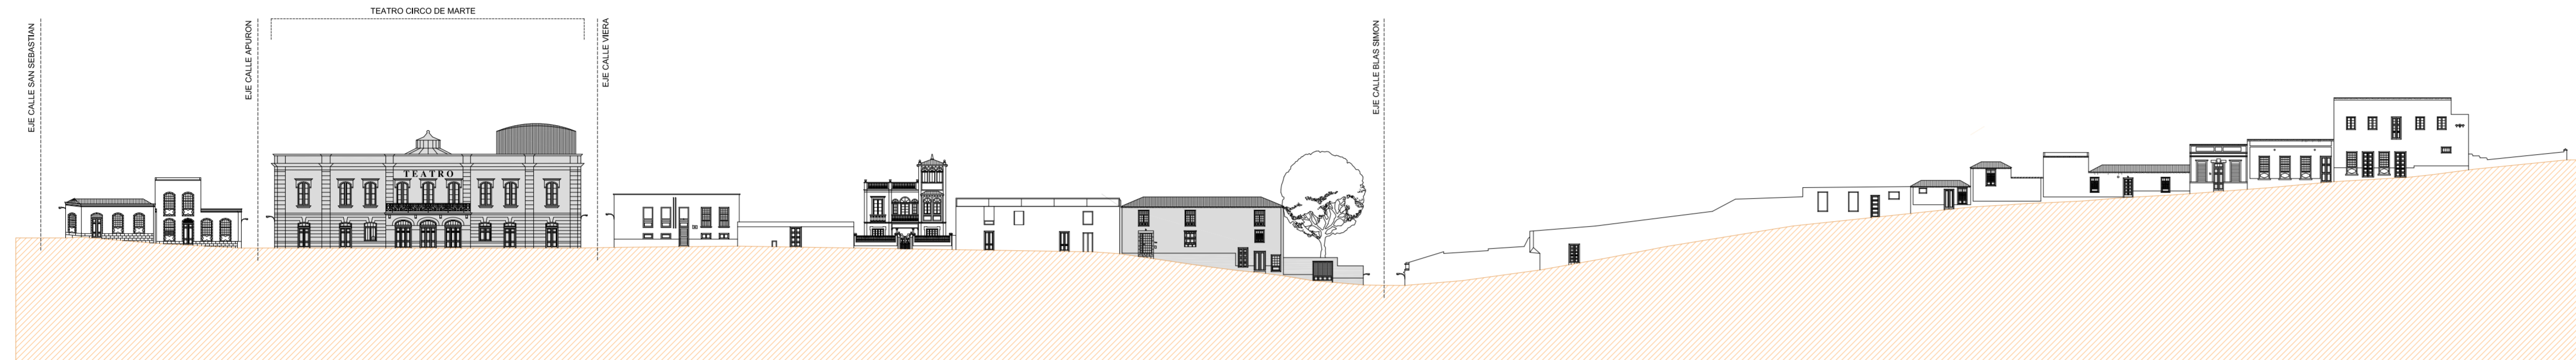 EJE CALLE SAN SEBASTIAN
EJE CALLE APURON
TEATRO CIRCO DE MARTE
TEATRO
EJE CALLE VIERA
EJE CALLE BLAS SIMON